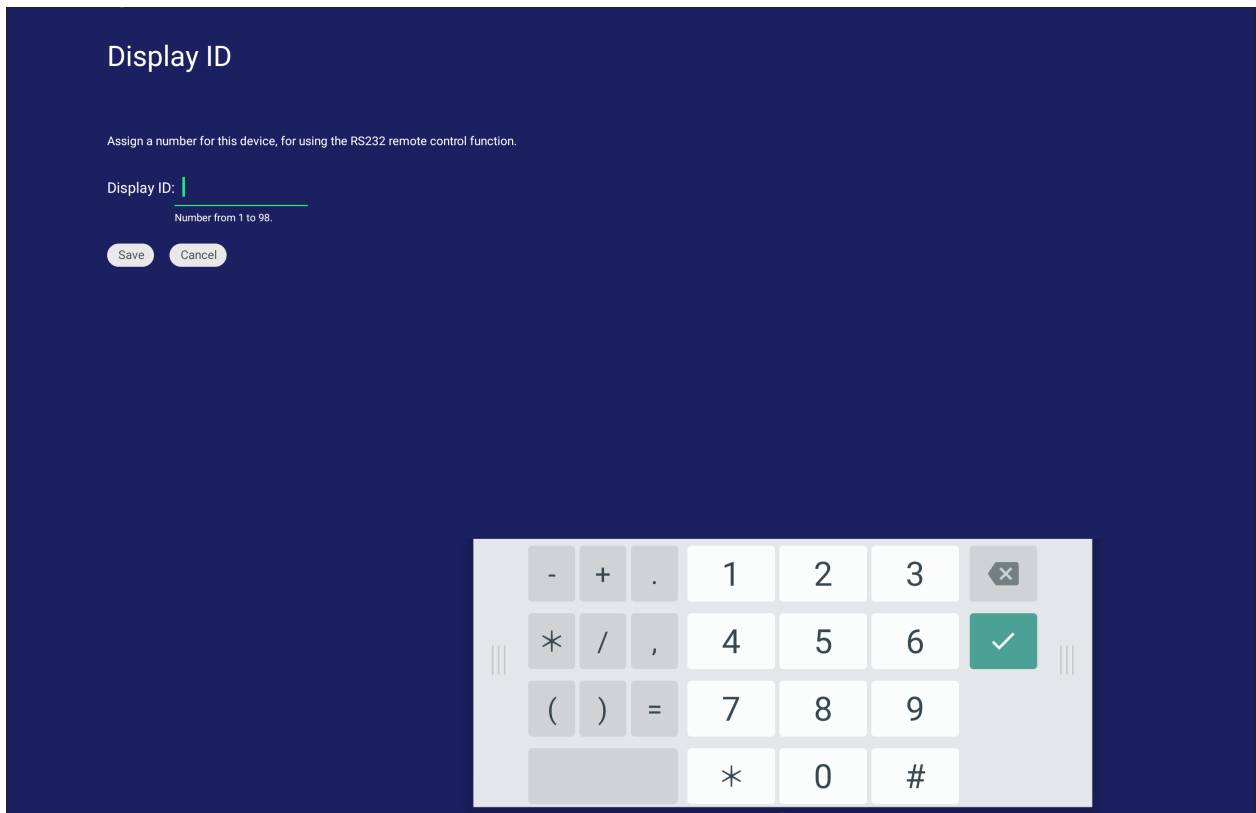 Display ID
Assign a number for this device, for using the RS232 remote control function.
Display ID:
Number from 1 to 98.
Save Cancel
- + . 1 2 3
* / , 4 5 6
( ) = 7 8 9
* 0 #